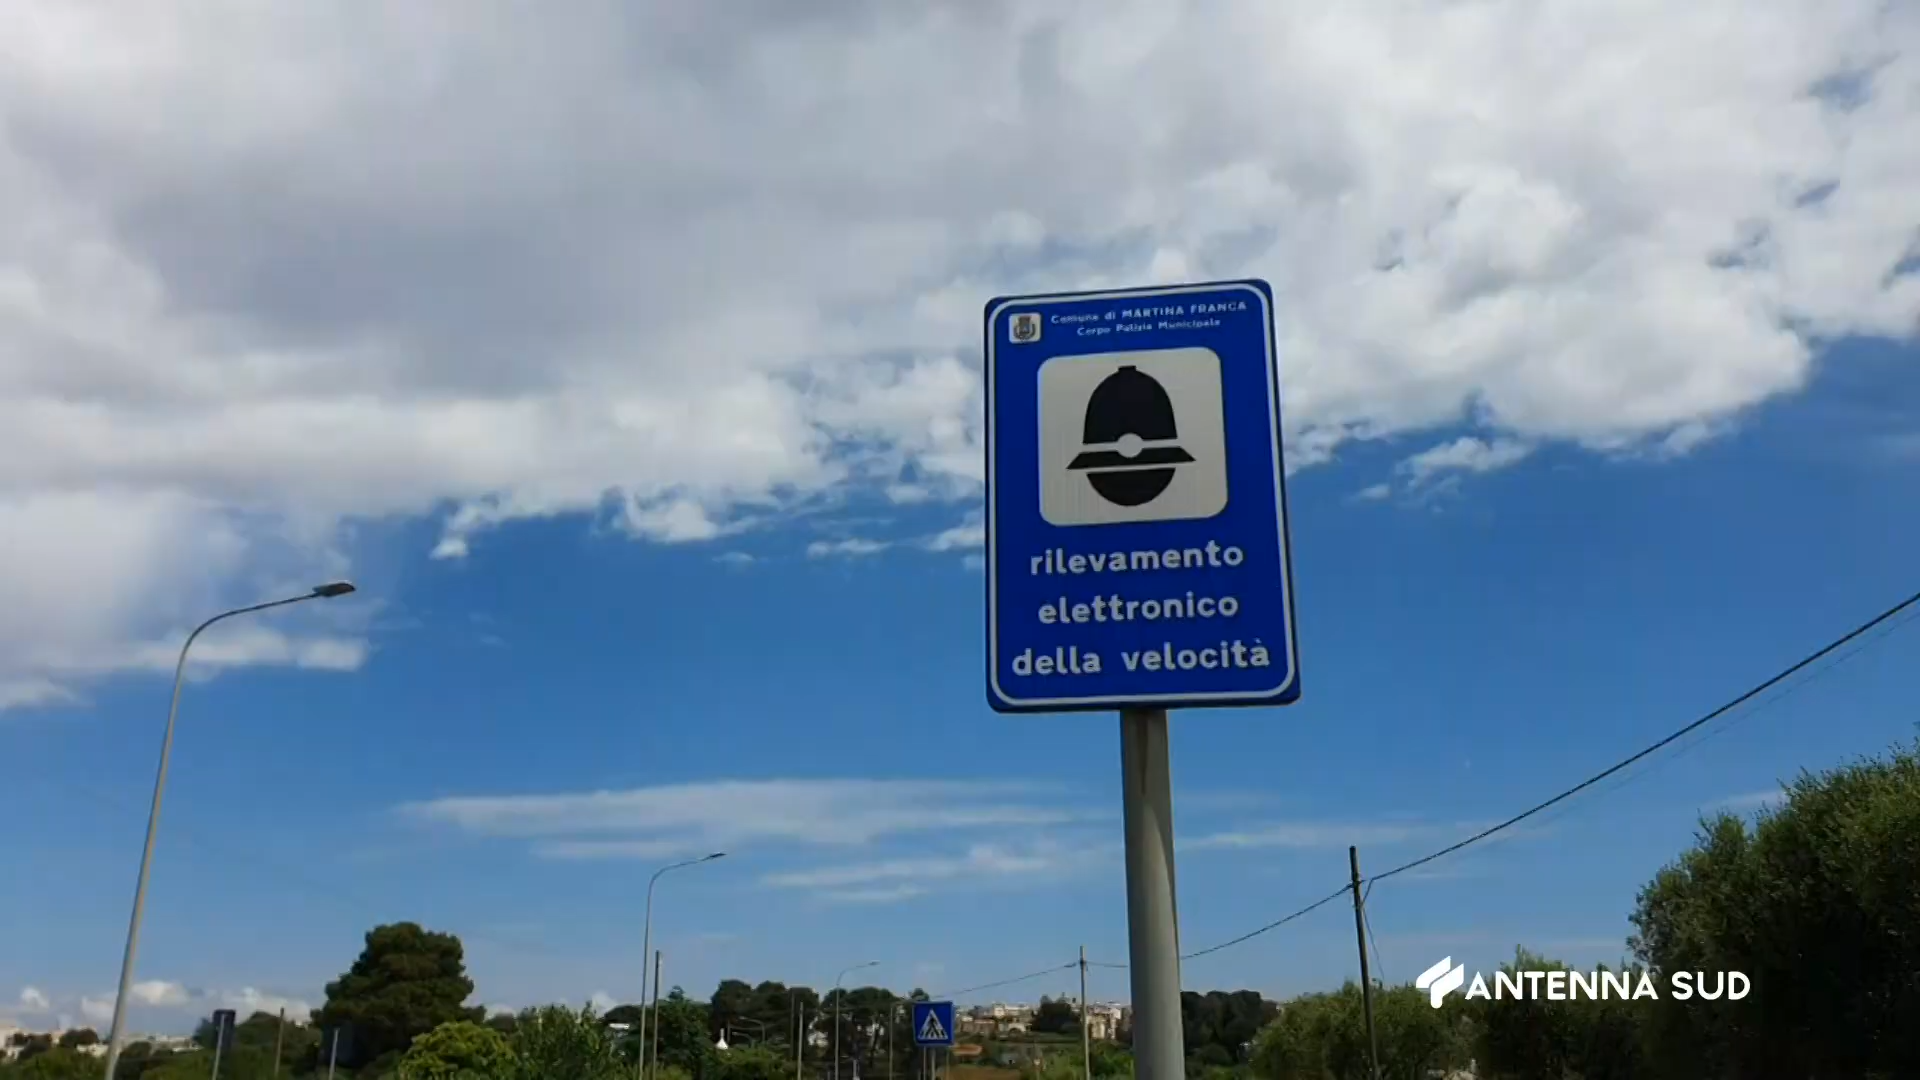 Comune di MARTINA FRANCA
Corpo Polizia Municipale
rilevamento
elettronico
della velocità
ANTENNA SUD